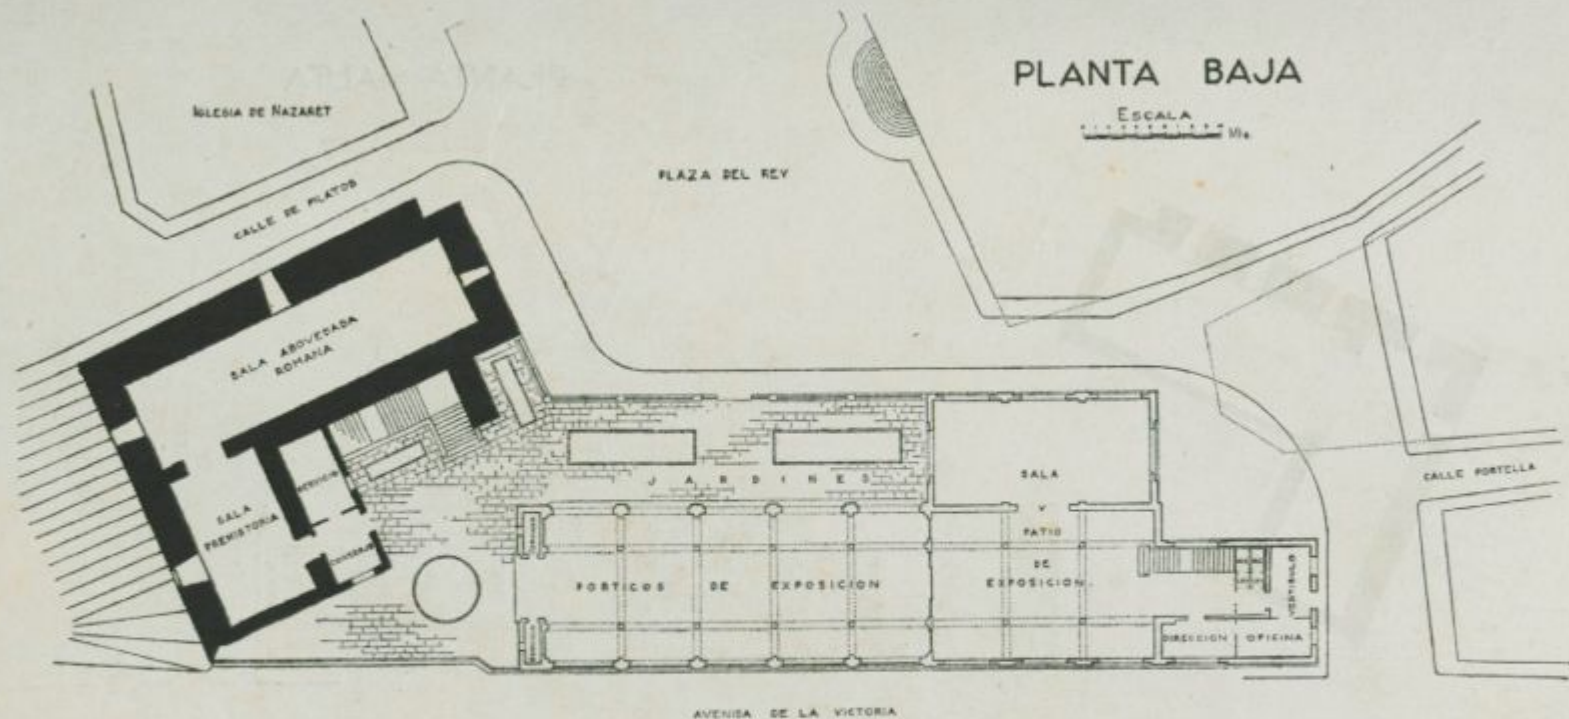 PLANTA BAJA
ESCALA
IGLESIA DE NAZARET
PLAZA DEL REY
CALLE DE PILATOS
SALA ABOVEDADA
ROMANA
SERVICIO
SALA
PREHISTORIA
JARDINES
SALA
Y
PATIO
DE
EXPOSICION.
CALLE PORTELLA
PORTICOS DE EXPOSICION
VESTIBULO
DIRECCION OFICINA
AVENIDA DE LA VICTORIA